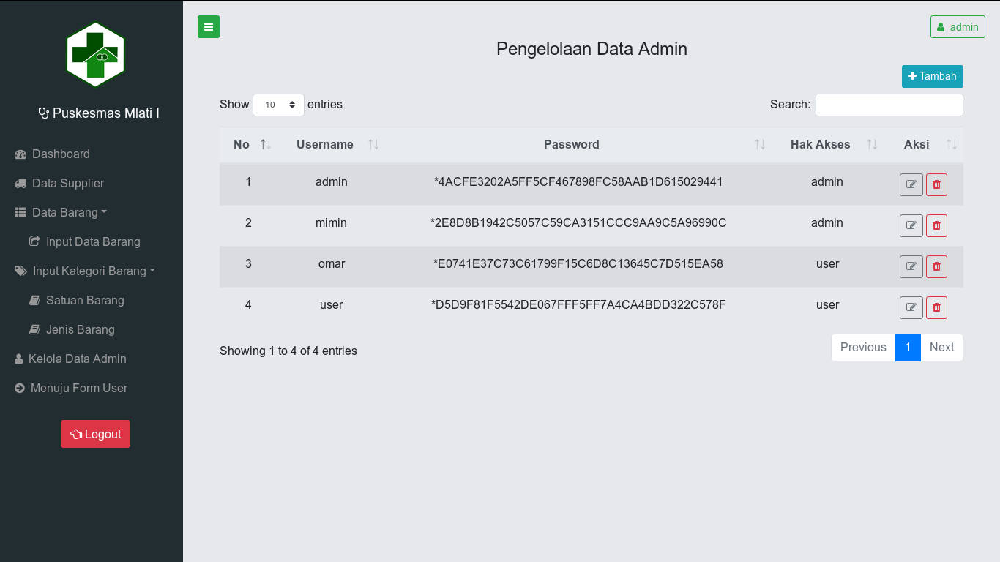 admin
Pengelolaan Data Admin
Tambah
Puskesmas Mlati I
Show 10 entries
Search:
No Username Password Hak Akses Aksi
1 admin *4ACFE3202A5FF5CF467898FC58AAB1D615029441 admin
2 mimin *2E8D8B1942C5057C59CA3151CCC9AA9C5A96990C admin
3 omar *E0741E37C73C61799F15C6D8C13645C7D515EA58 user
4 user *D5D9F81F5542DE067FFF5FF7A4CA4BDD322C578F user
Showing 1 to 4 of 4 entries
Previous 1 Next
Dashboard
Data Supplier
Data Barang
Input Data Barang
Input Kategori Barang
Satuan Barang
Jenis Barang
Kelola Data Admin
Menuju Form User
Logout